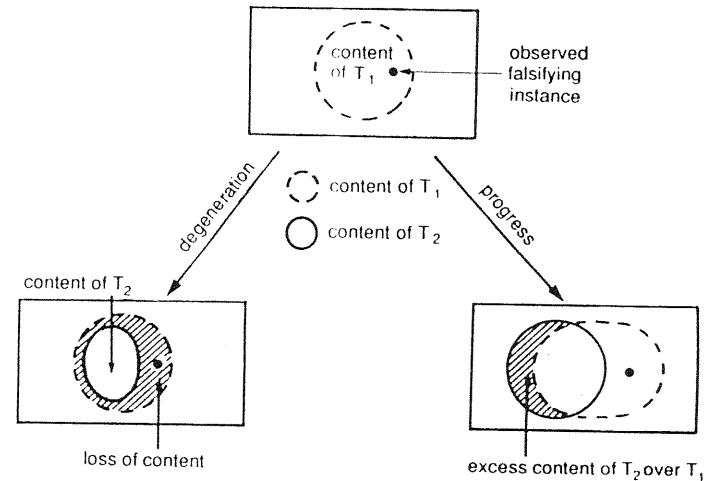 content
of T₁
observed
falsifying
instance
degeneration
progress
content of T₁
content of T₂
content of T₂
loss of content
excess content of T₂ over T₁